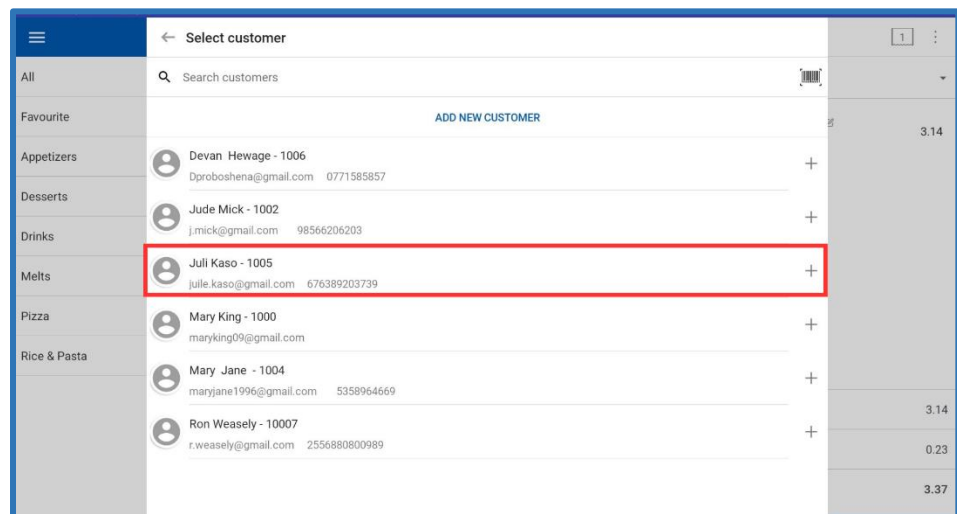 Select customer
1
All
Search customers
Favourite
ADD NEW CUSTOMER
3.14
Appetizers
Devan Hewage - 1006
Dproboshena@gmail.com 0771585857
Desserts
Jude Mick - 1002
j.mick@gmail.com 98566206203
Drinks
Juli Kaso - 1005
juile.kaso@gmail.com 676389203739
Melts
Mary King - 1000
maryking09@gmail.com
Pizza
Rice & Pasta
Mary Jane - 1004
maryjane1996@gmail.com 5358964669
Ron Weasely - 10007
r.weasely@gmail.com 2556880800989
3.14
0.23
3.37